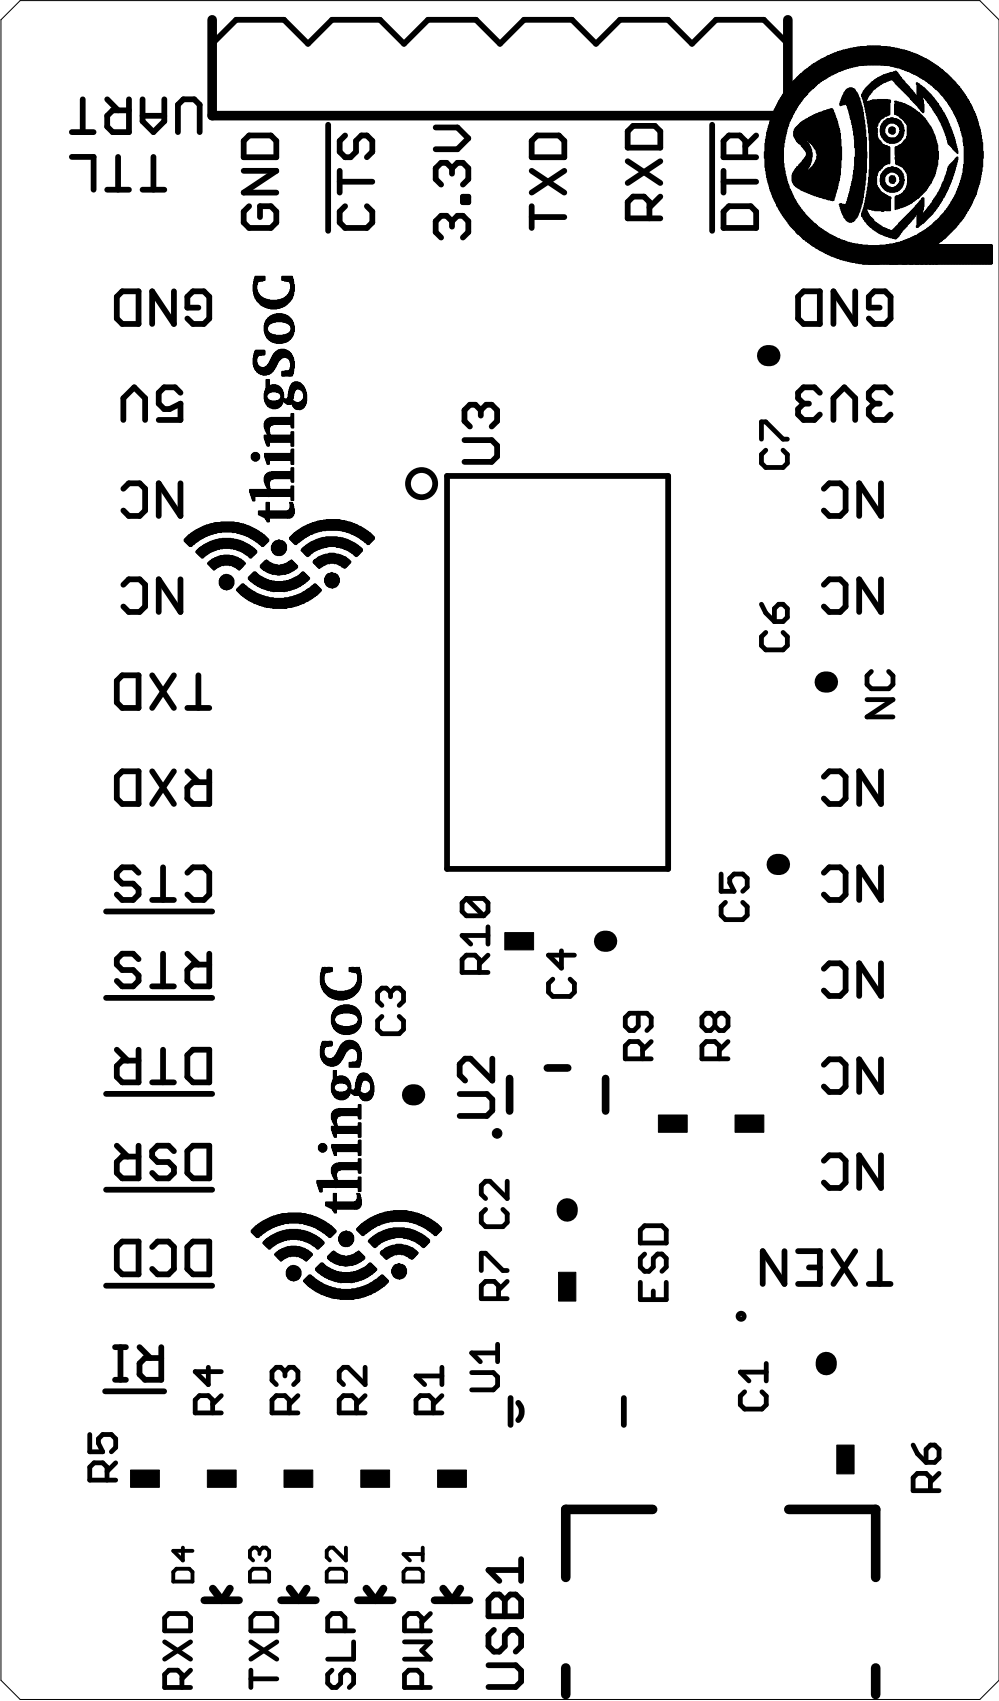 TTL
UART
GND
CTS
3.3V
TXD
RXD
DTR
GND
5V
NC
NC
TXD
RXD
CTS
RTS
DTR
DSR
DCD
RI
thingSoC
thingSoC
GND
3V3
NC
NC
NC
NC
NC
NC
NC
NC
TXEN
U3
C7
C6
C5
R10
C4
C3
R9
R8
U2
C2
R7
ESD
U1
C1
R4
R3
R2
R1
R5
R6
D4
D3
D2
D1
RXD
TXD
SLP
PWR
USB1